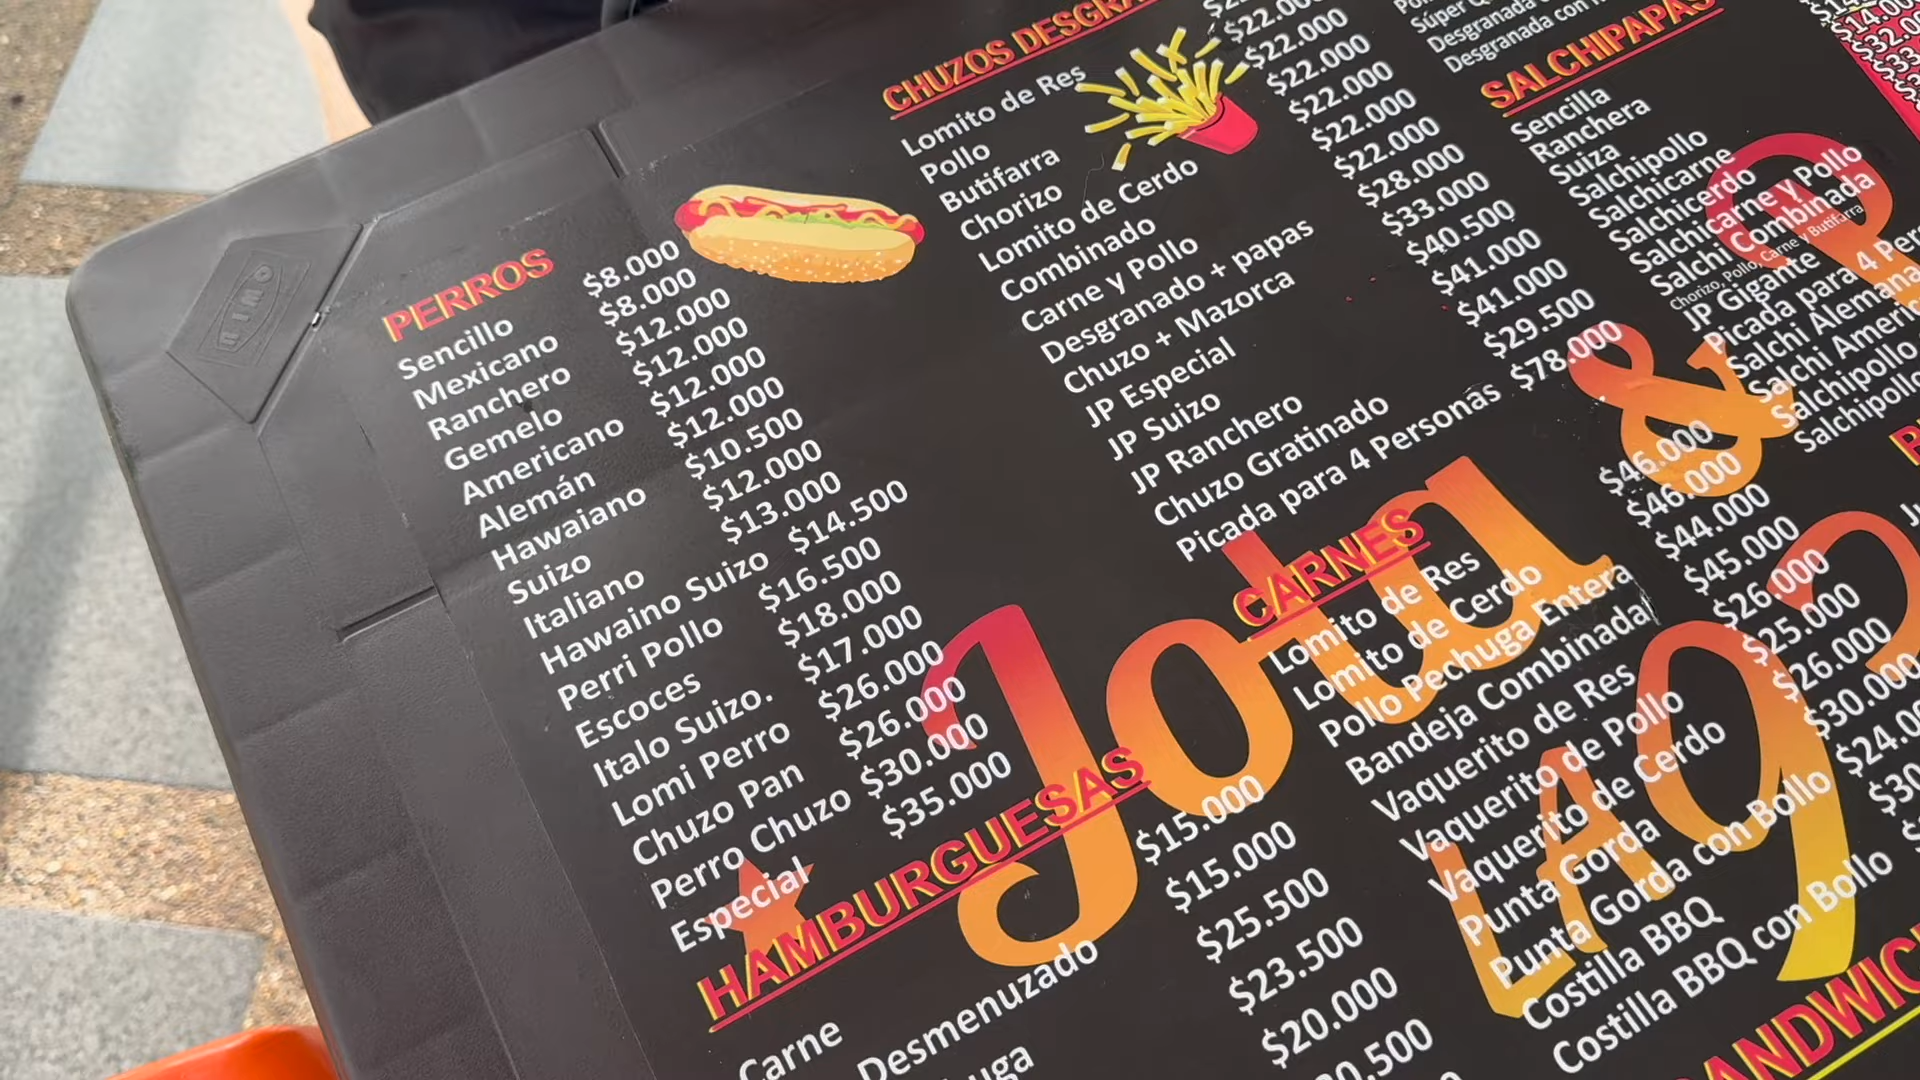 PERROS
Sencillo $8.000
Mexicano $8.000
Ranchero $12.000
Gemelo $12.000
Americano $12.000
Alemán $12.000
Hawaiano $10.500
Suizo $12.000
Italiano $13.000
Hawaino Suizo $14.500
Perri Pollo $16.500
Escoces $18.000
Italo Suizo. $17.000
Lomi Perro $26.000
Chuzo Pan $26.000
Perro Chuzo $30.000
Especial $35.000
HAMBURGUESAS
Carne $15.000
Desmenuzado $15.000
$25.500
$23.500
$20.000
CHUZOS
Lomito de Res
Pollo $22.000
Butifarra $22.000
Chorizo $22.000
Lomito de Cerdo $22.000
Combinado $22.000
Carne y Pollo $22.000
Desgranado + papas $28.000
Chuzo + Mazorca $33.000
JP Especial $40.500
JP Suizo $41.000
JP Ranchero $41.000
Chuzo Gratinado $29.500
Picada para 4 Personas $78.000
CARNES
Lomito de Res $46.000
Lomito de Cerdo $46.000
Pollo Pechuga Entera $44.000
Bandeja Combinada $45.000
Vaquerito de Res $26.000
Vaquerito de Pollo $25.000
Vaquerito de Cerdo $26.000
Punta Gorda $30.000
Punta Gorda con Bollo
Costilla BBQ
Costilla BBQ con Bollo
Desgranada
Desgranada con
SALCHIPAPAS
Sencilla
Ranchera
Suiza
Salchipollo
Salchicarne
Salchicerdo
Salchicarne y Pollo
Salchi Combinada
Chorizo, Pollo, Carne y Butifarra
JP Gigante
Picada para 4
Salchi Alemana
Salchi
Salchipollo
Salchipollo
Jota
&
P
LA 9
RIMO